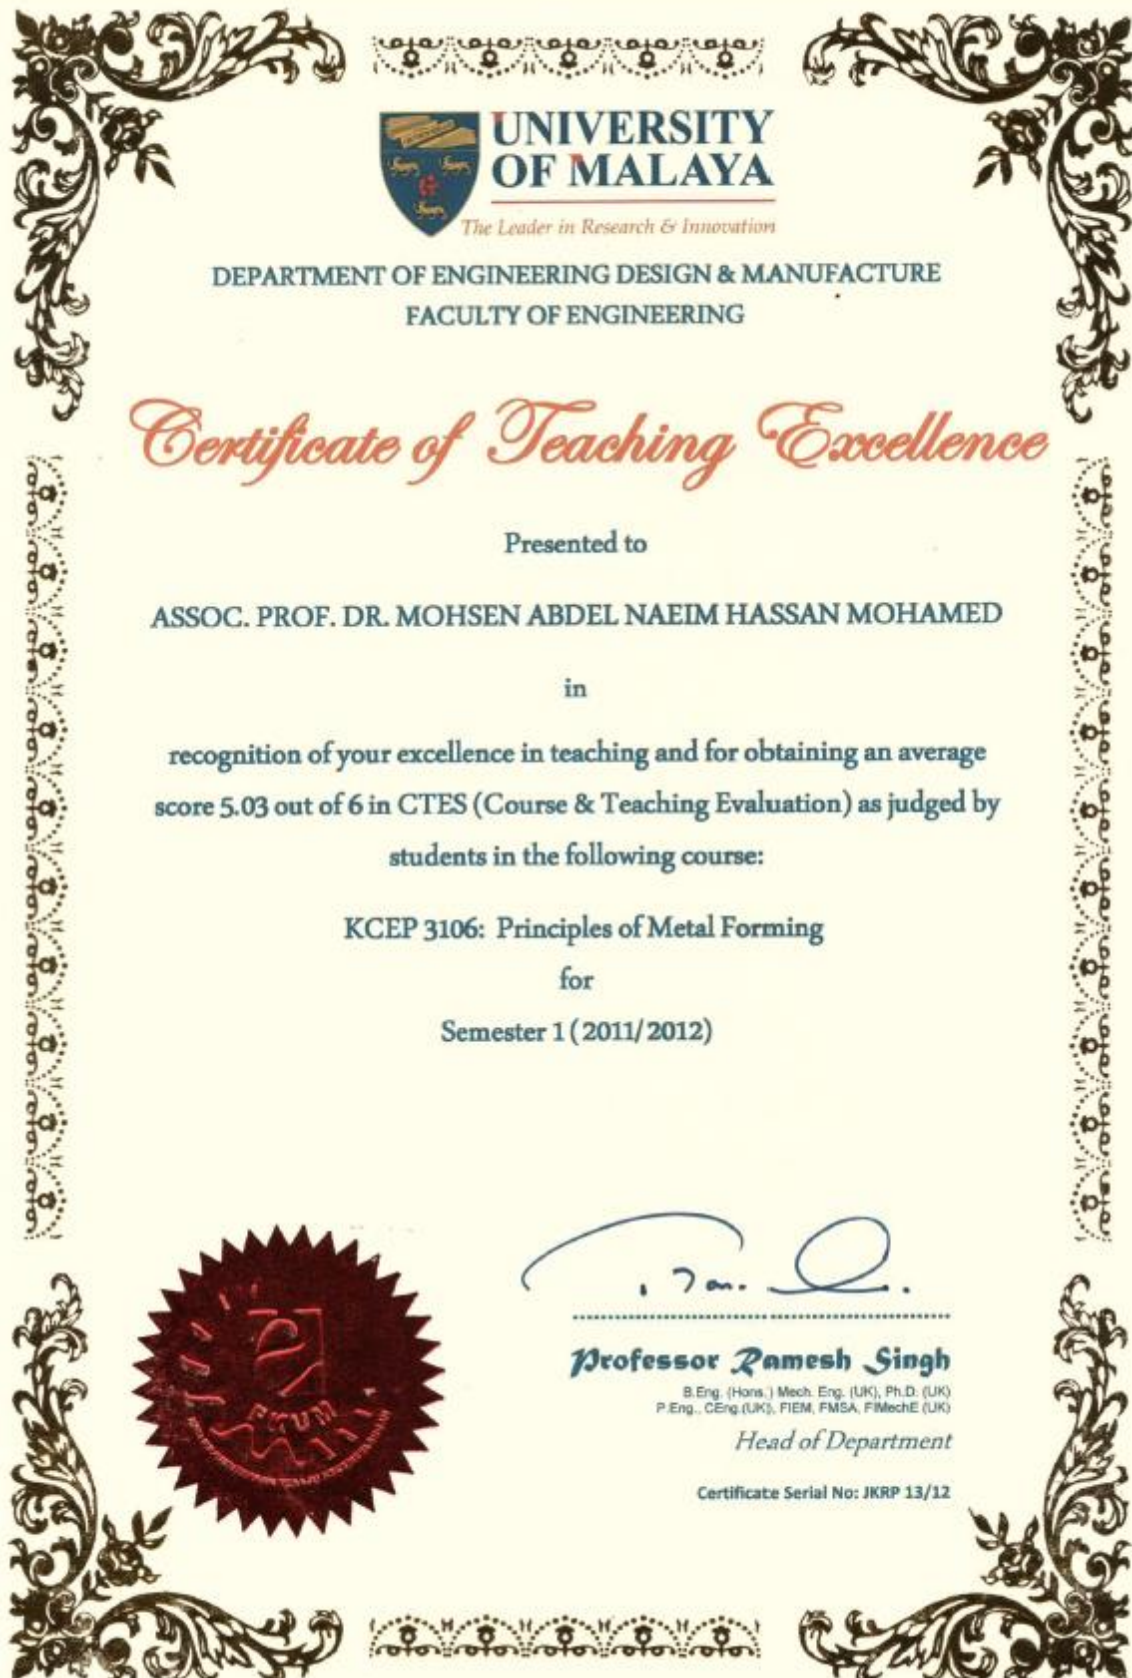 UNIVERSITY
OF MALAYA
The Leader in Research & Innovation
DEPARTMENT OF ENGINEERING DESIGN & MANUFACTURE
FACULTY OF ENGINEERING
Certificate of Teaching Excellence
Presented to
ASSOC. PROF. DR. MOHSEN ABDEL NAEIM HASSAN MOHAMED
in
recognition of your excellence in teaching and for obtaining an average
score 5.03 out of 6 in CTES (Course & Teaching Evaluation) as judged by
students in the following course:
KCEP 3106: Principles of Metal Forming
for
Semester 1 (2011/2012)
FKUM
Professor Ramesh Singh
B.Eng. (Hons.) Mech. Eng. (UK), Ph.D. (UK)
P.Eng., CEng.(UK), FIEM, FMSA, FIMechE (UK)
Head of Department
Certificate Serial No: JKRP 13/12